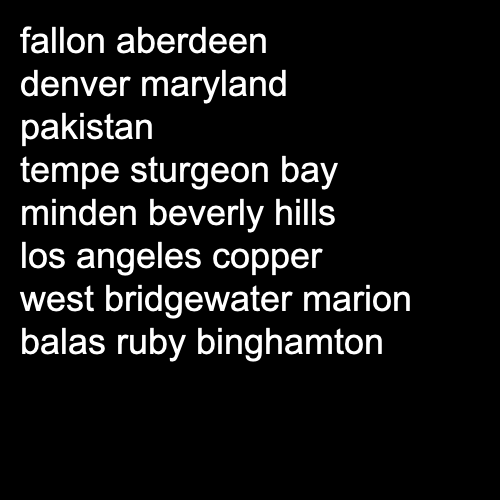 fallon aberdeen
denver maryland
pakistan
tempe sturgeon bay
minden beverly hills
los angeles copper
west bridgewater marion
balas ruby binghamton